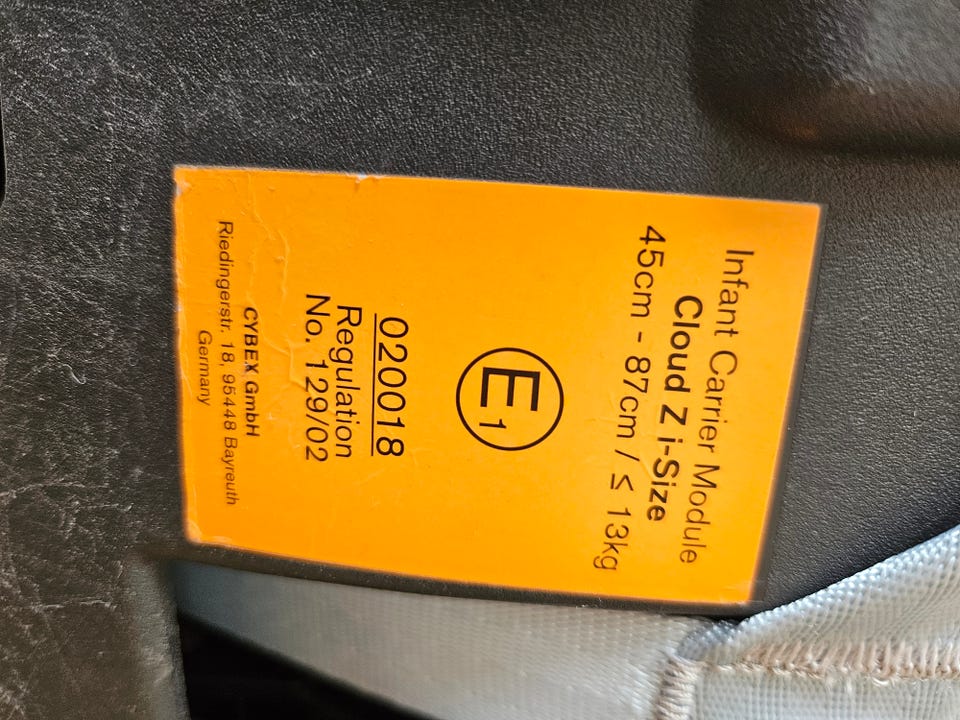 Infant Carrier Module
Cloud Z i-Size
45cm - 87cm / ≤ 13kg
E1
020018
Regulation
No. 129/02
CYBEX GmbH
Riedingerstr. 18, 95448 Bayreuth
Germany